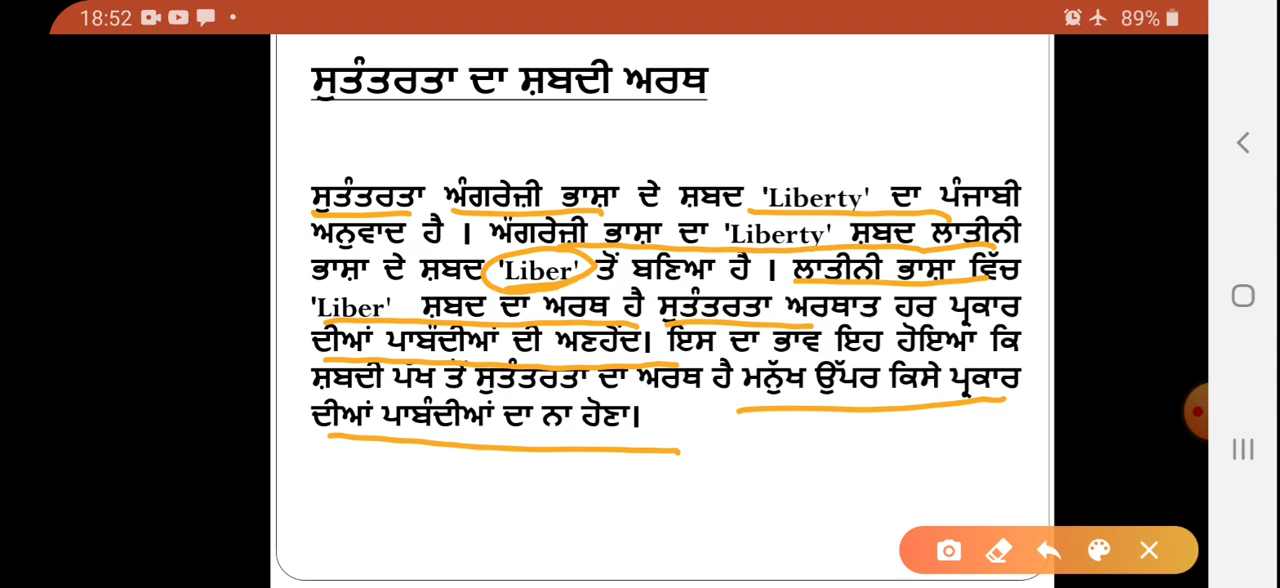 18:52
89%
ਸੁਤੰਤਰਤਾ ਦਾ ਸ਼ਬਦੀ ਅਰਥ
ਸੁਤੰਤਰਤਾ ਅੰਗਰੇਜ਼ੀ ਭਾਸ਼ਾ ਦੇ ਸ਼ਬਦ 'Liberty' ਦਾ ਪੰਜਾਬੀ
ਅਨੁਵਾਦ ਹੈ । ਅੰਗਰੇਜ਼ੀ ਭਾਸ਼ਾ ਦਾ 'Liberty' ਸ਼ਬਦ ਲਾਤੀਨੀ
ਭਾਸ਼ਾ ਦੇ ਸ਼ਬਦ 'Liber' ਤੋਂ ਬਣਿਆ ਹੈ । ਲਾਤੀਨੀ ਭਾਸ਼ਾ ਵਿੱਚ
'Liber' ਸ਼ਬਦ ਦਾ ਅਰਥ ਹੈ ਸੁਤੰਤਰਤਾ ਅਰਥਾਤ ਹਰ ਪ੍ਰਕਾਰ
ਦੀਆਂ ਪਾਬੰਦੀਆਂ ਦੀ ਅਣਹੋਂਦ। ਇਸ ਦਾ ਭਾਵ ਇਹ ਹੋਇਆ ਕਿ
ਸ਼ਬਦੀ ਪੱਖ ਤੋਂ ਸੁਤੰਤਰਤਾ ਦਾ ਅਰਥ ਹੈ ਮਨੁੱਖ ਉੱਪਰ ਕਿਸੇ ਪ੍ਰਕਾਰ
ਦੀਆਂ ਪਾਬੰਦੀਆਂ ਦਾ ਨਾ ਹੋਣਾ।